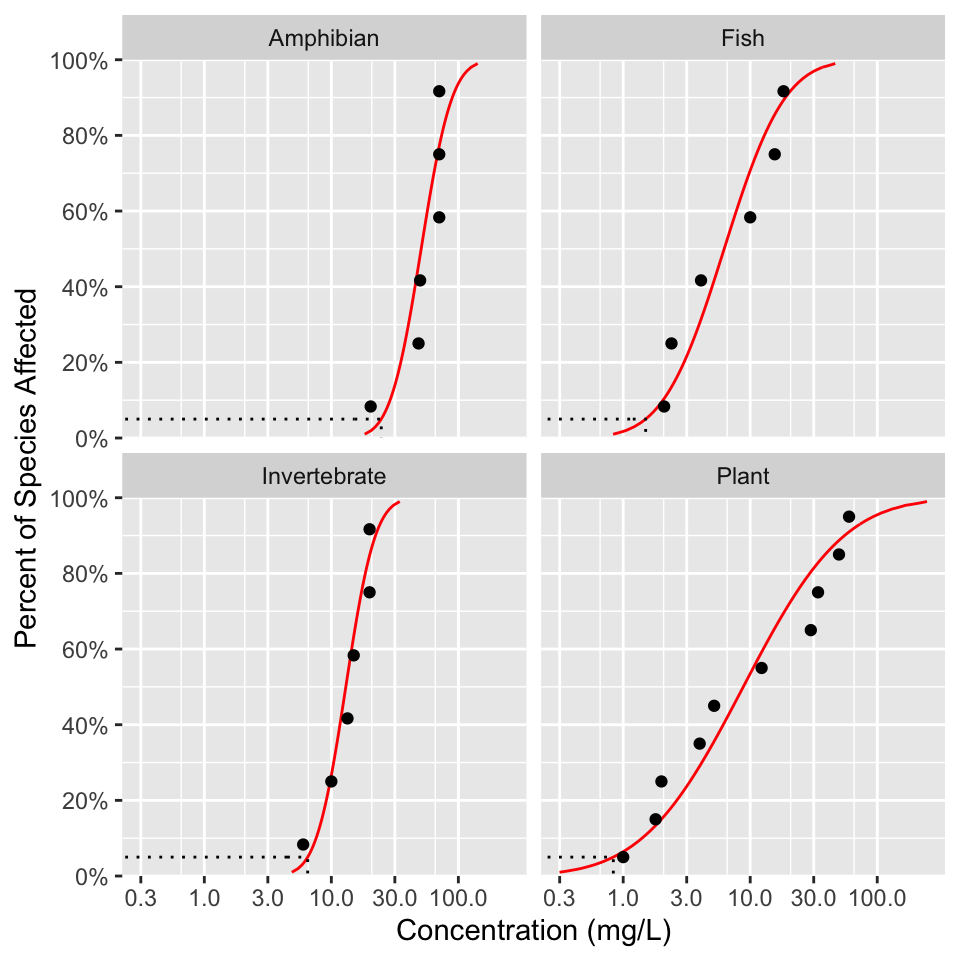 Amphibian Fish
100%
80%
60%
40%
20%
0%
Invertebrate Plant
100%
80%
60%
40%
20%
0%
0.3 1.0 3.0 10.0 30.0 100.0 0.3 1.0 3.0 10.0 30.0 100.0
Concentration (mg/L)
Percent of Species Affected